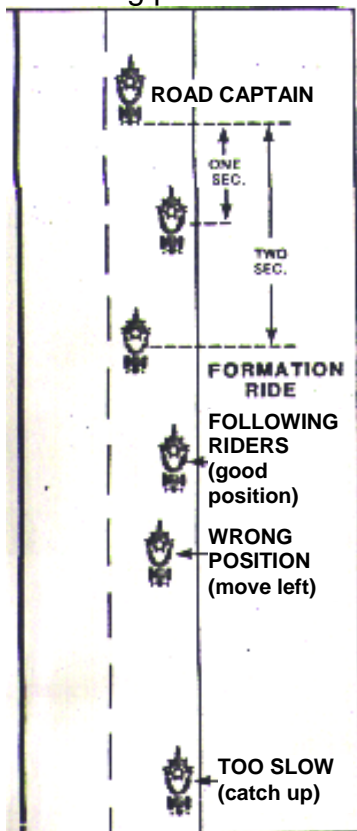 ROAD CAPTAIN
ONE
SEC.
TWO
SEC.
FORMATION
RIDE
FOLLOWING
RIDERS
(good
position)
WRONG
POSITION
(move left)
TOO SLOW
(catch up)